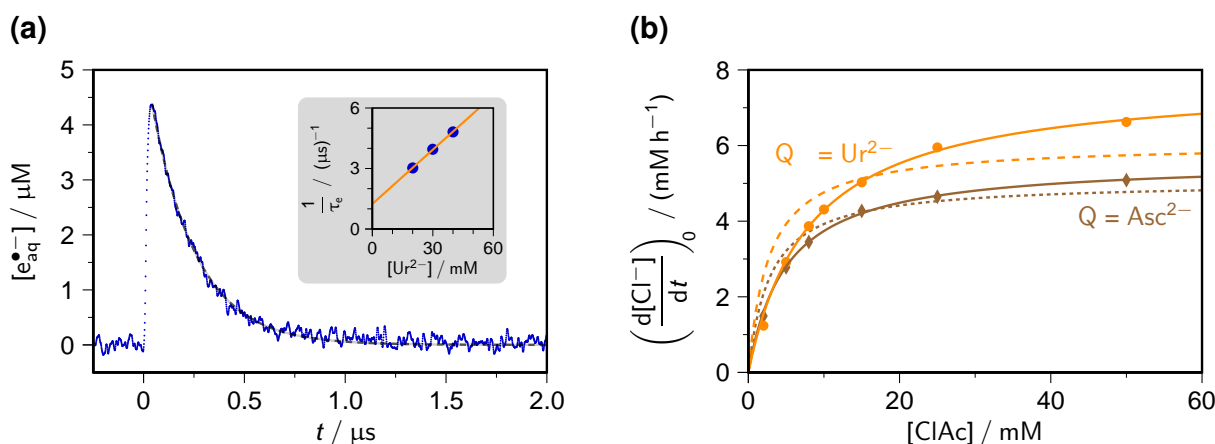 (a)
5
4
3
2
1
0
[e•−aq] / μM
0 0.5 1.0 1.5 2.0
t / μs
6
3
0
1/τe / (μs)−1
0 30 60
[Ur2−] / mM
(b)
8
6
4
2
0
(d[Cl−]/dt)0 / (mM h−1)
Q = Ur2−
Q = Asc2−
0 20 40 60
[ClAc] / mM